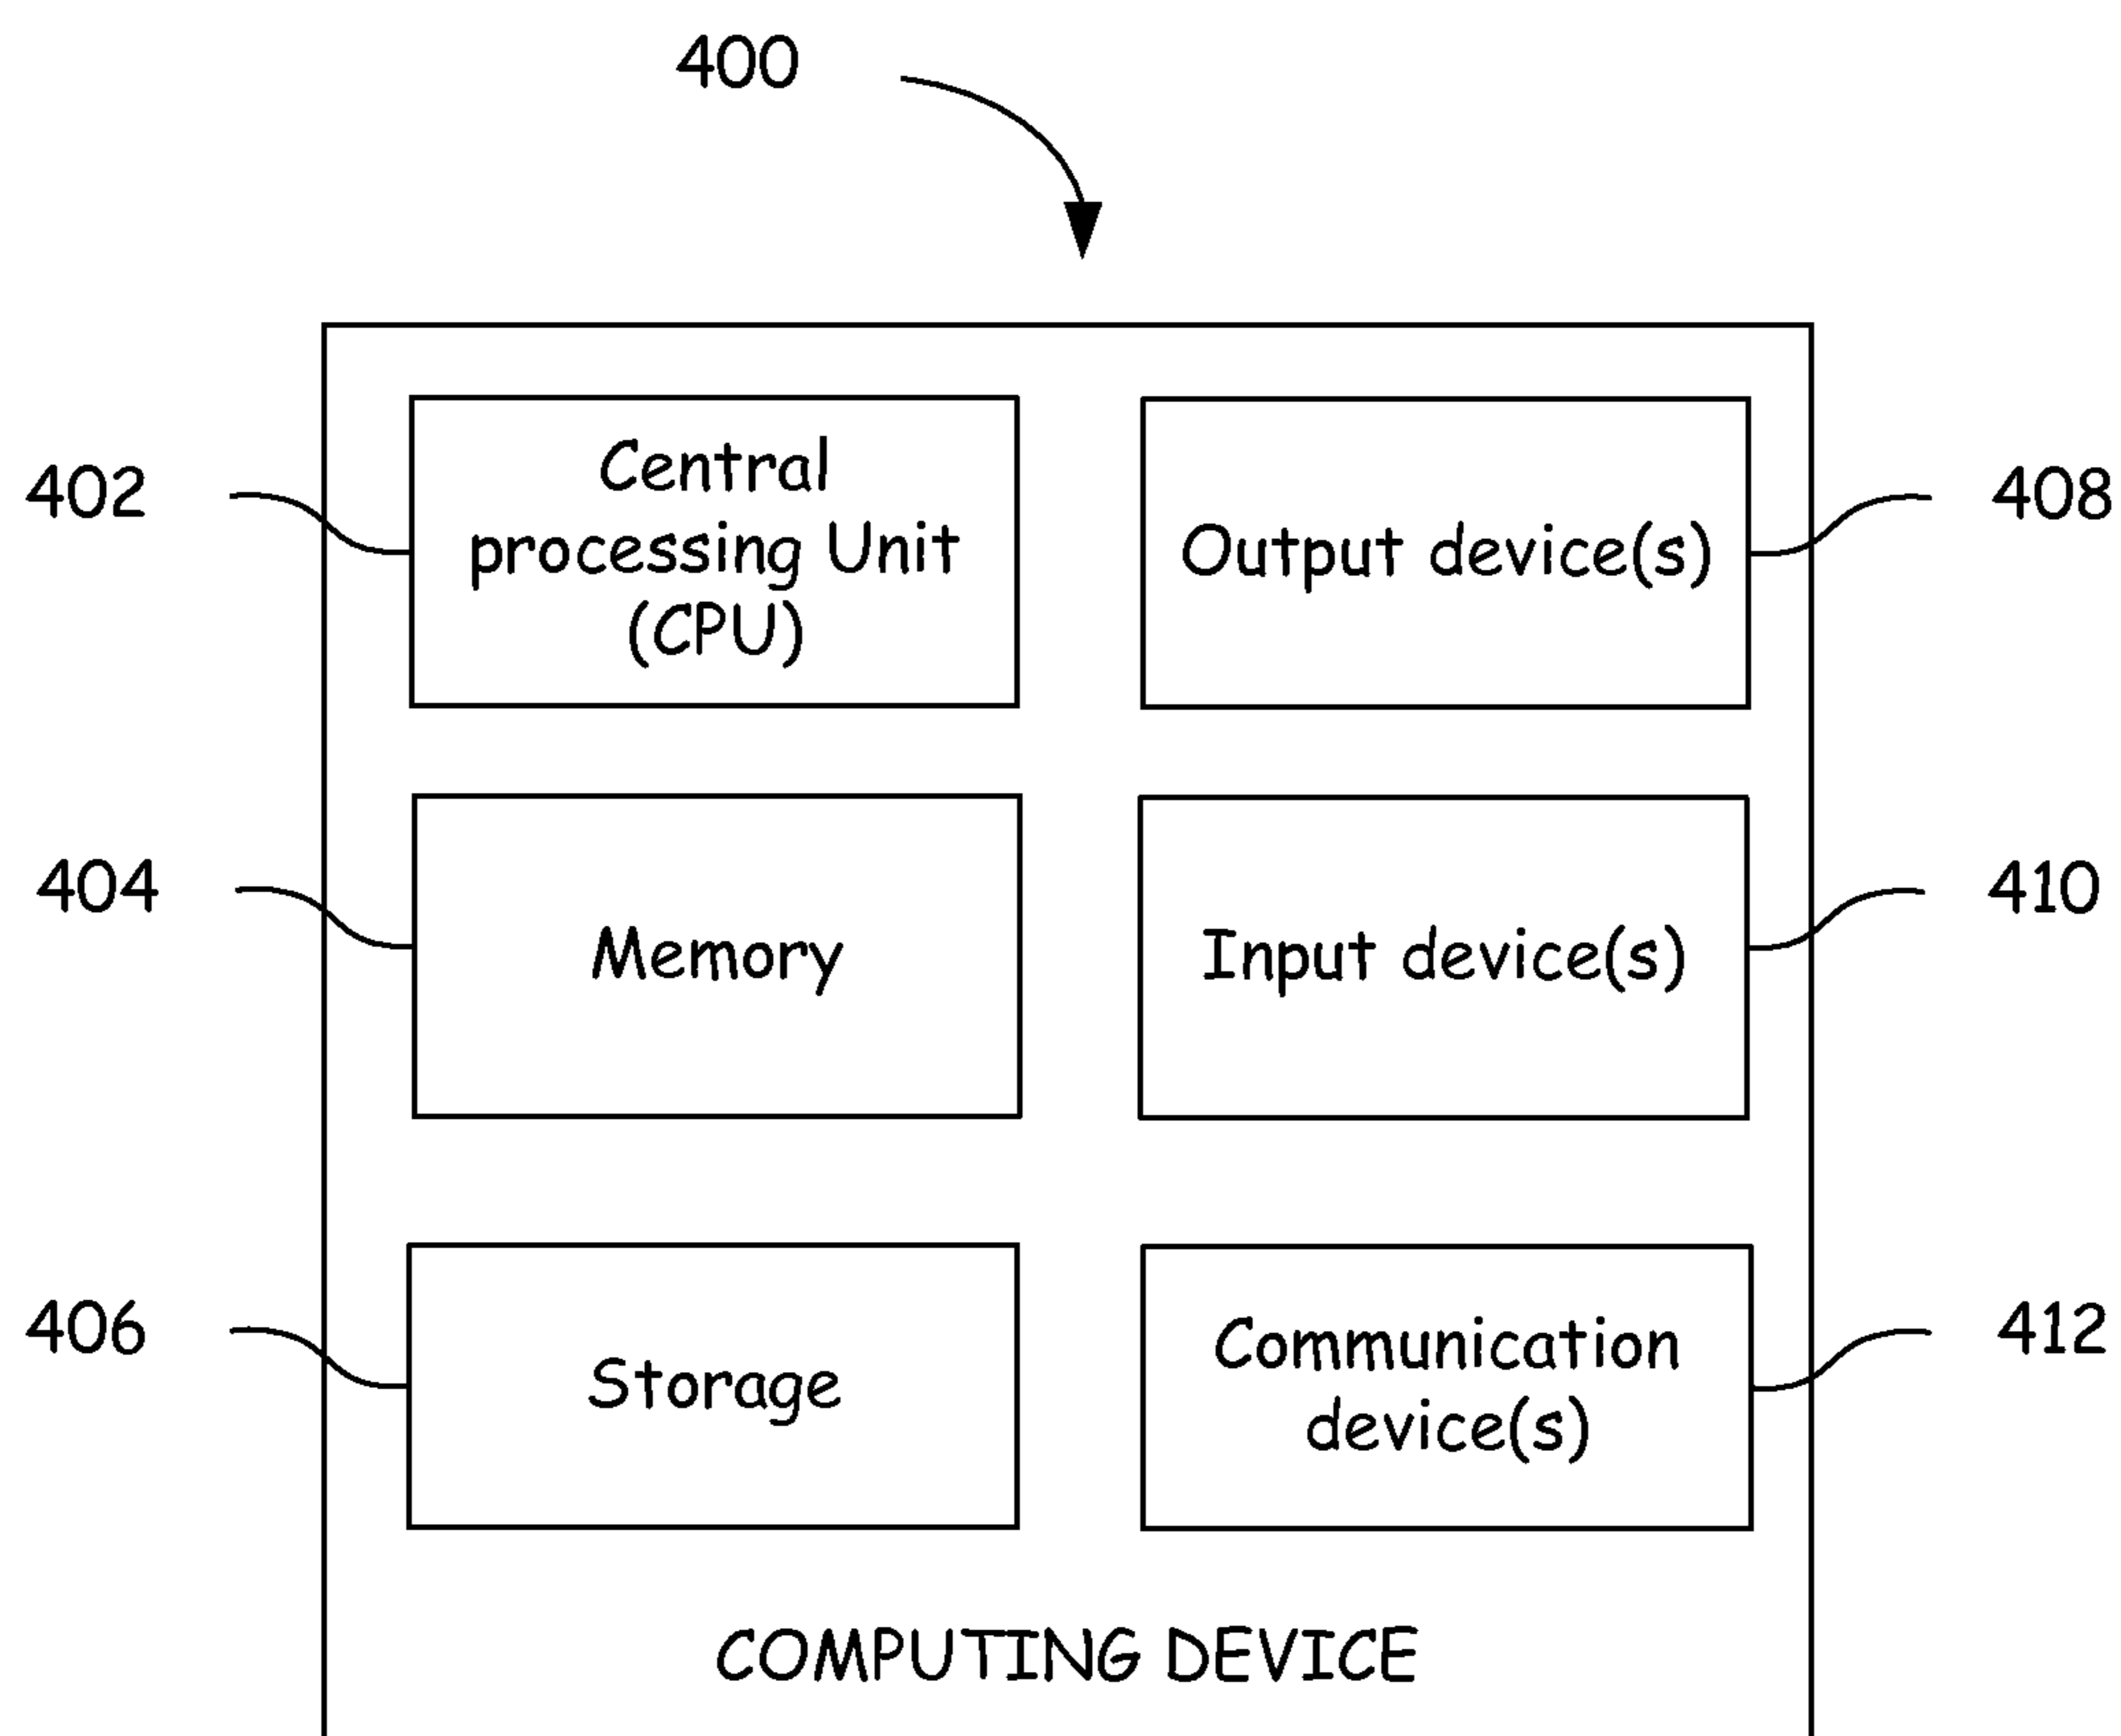 400
402
Central
processing Unit
(CPU)
Output device(s)
408
404
Memory
Input device(s)
410
406
Storage
Communication
device(s)
412
COMPUTING DEVICE